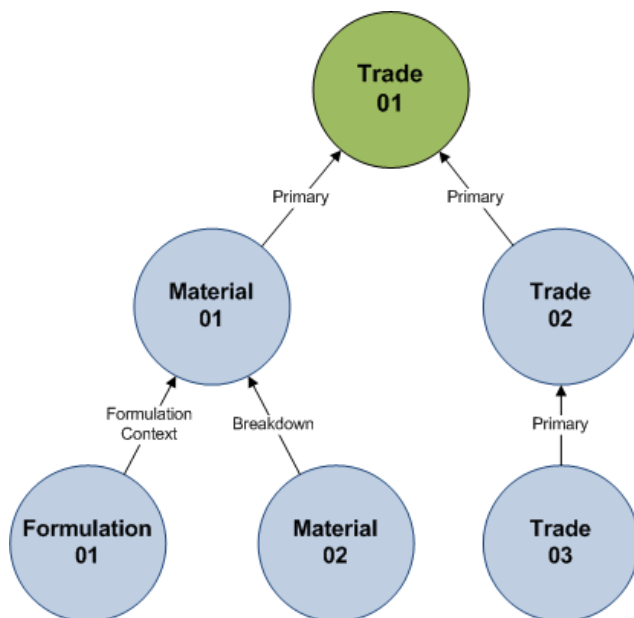 Trade
01
Primary
Primary
Material
01
Trade
02
Formulation
Context
Breakdown
Primary
Formulation
01
Material
02
Trade
03